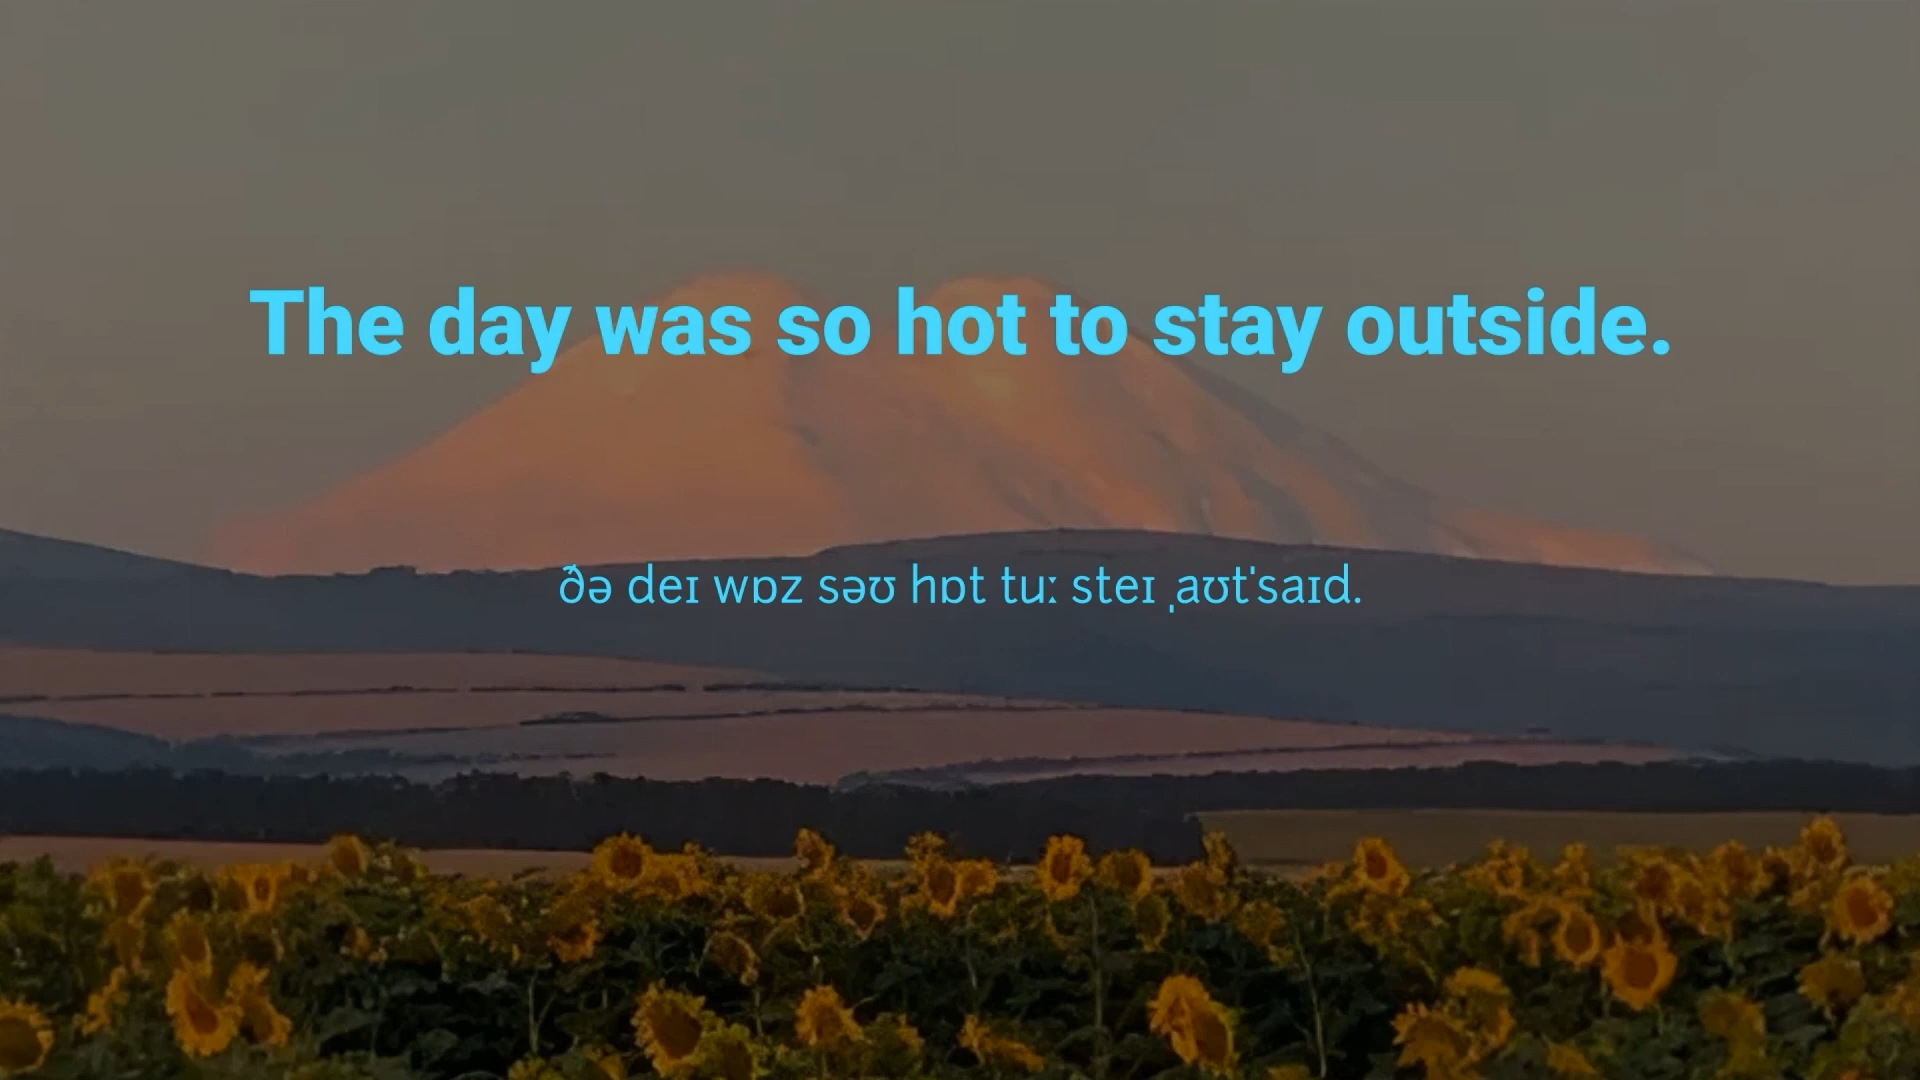 The day was so hot to stay outside.
ðə deɪ wɒz səʊ hɒt tuː steɪ ˌaʊtˈsaɪd.